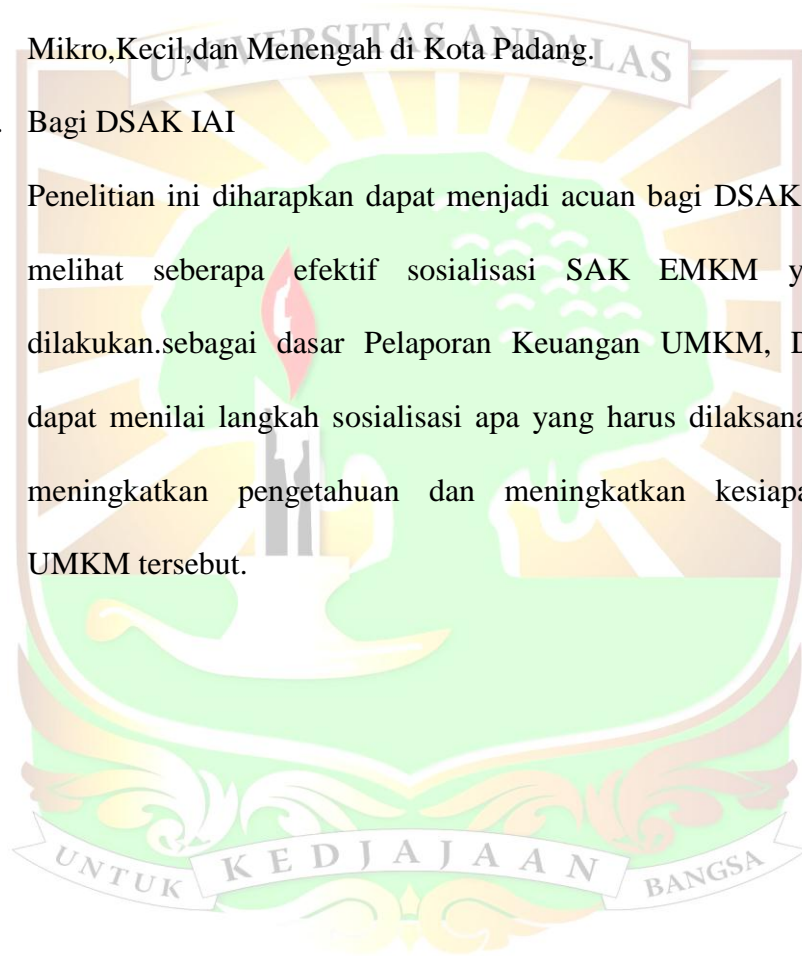 Mikro,Kecil,dan Menengah di Kota Padang.
UNIVERSITAS ANDALAS
. Bagi DSAK IAI
Penelitian ini diharapkan dapat menjadi acuan bagi DSAK
melihat seberapa efektif sosialisasi SAK EMKM
dilakukan.sebagai dasar Pelaporan Keuangan UMKM,
dapat menilai langkah sosialisasi apa yang harus
meningkatkan pengetahuan dan meningkatkan
UMKM tersebut.
UNTUK KEDJAJAAN BANGSA